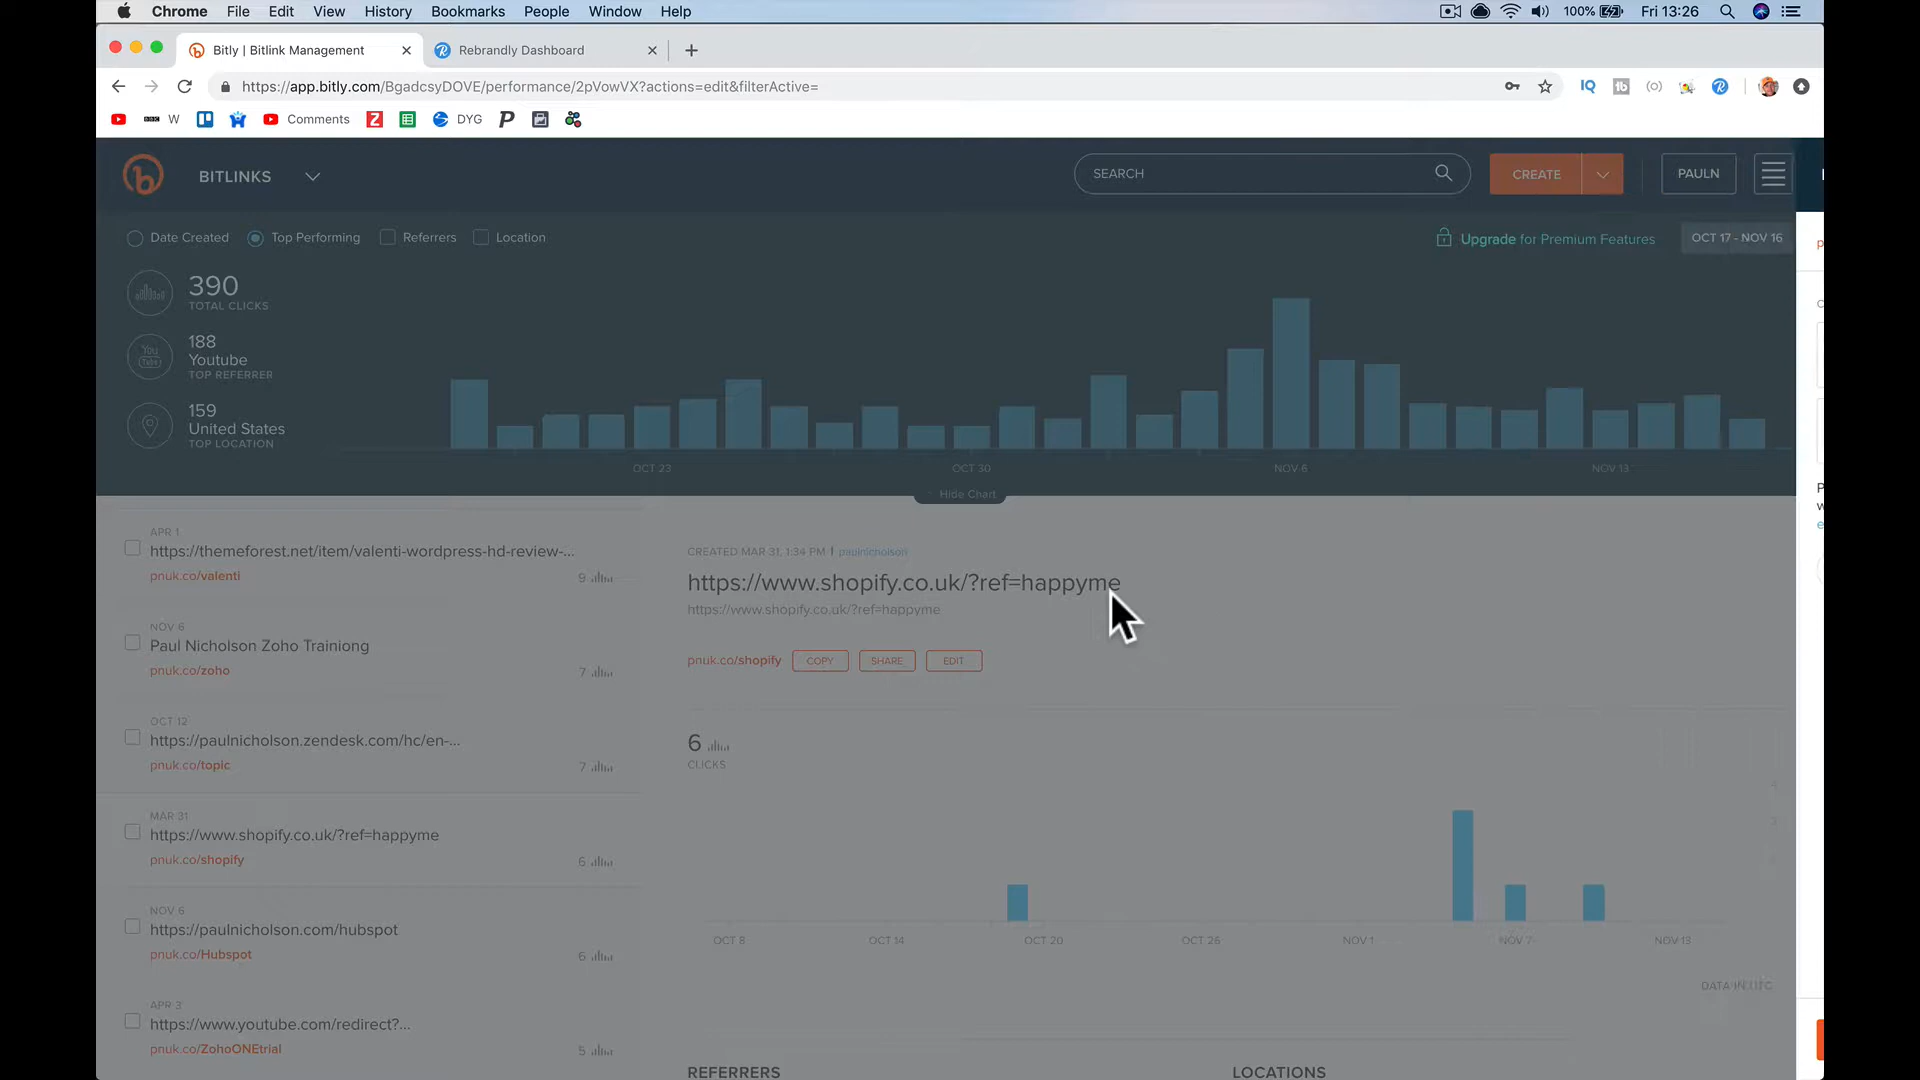 Chrome File Edit View History Bookmarks People Window Help 100% Fri 13:26
Bitly | Bitlink Management Rebrandly Dashboard
https://app.bitly.com/BgadcsyDOVE/performance/2pVowVX?actions=edit&filterActive=
W Comments DYG
BITLINKS SEARCH CREATE PAULN
Date Created Top Performing Referrers Location Upgrade for Premium Features OCT 17 - NOV 16
390
TOTAL CLICKS
188
Youtube
TOP REFERRER
159
United States
TOP LOCATION
OCT 23 OCT 30 NOV 6 NOV 13
Hide Chart
APR 1
https://themeforest.net/item/valenti-wordpress-hd-review-...
pnuk.co/valenti 9
NOV 6
Paul Nicholson Zoho Trainiong
pnuk.co/zoho 7
OCT 12
https://paulnicholson.zendesk.com/hc/en-...
pnuk.co/topic 7
MAR 31
https://www.shopify.co.uk/?ref=happyme
pnuk.co/shopify 6
NOV 6
https://paulnicholson.com/hubspot
pnuk.co/Hubspot 6
APR 3
https://www.youtube.com/redirect?...
pnuk.co/ZohoONEtrial 5
CREATED MAR 31, 1:34 PM | paulnicholson
https://www.shopify.co.uk/?ref=happyme
https://www.shopify.co.uk/?ref=happyme
pnuk.co/shopify COPY SHARE EDIT
6
CLICKS
OCT 8 OCT 14 OCT 20 OCT 26 NOV 1 NOV 7 NOV 13
DATA IN UTC
REFERRERS LOCATIONS